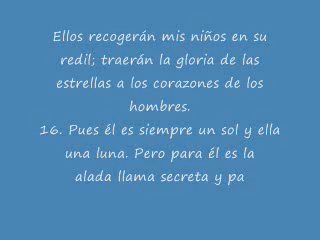 Ellos recogerán mis niños en su
redil; traerán la gloria de las
estrellas a los corazones de los
hombres.
16. Pues él es siempre un sol y ella
una luna. Pero para él es la
alada llama secreta y pa